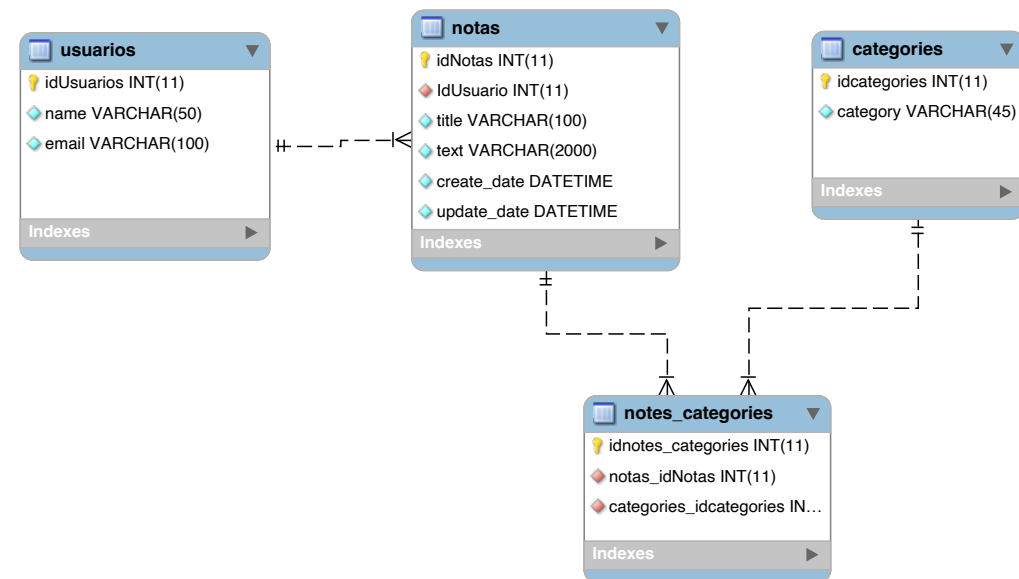 usuarios
idUsuarios INT(11)
name VARCHAR(50)
email VARCHAR(100)
Indexes
notas
idNotas INT(11)
IdUsuario INT(11)
title VARCHAR(100)
text VARCHAR(2000)
create_date DATETIME
update_date DATETIME
Indexes
categories
idcategories INT(11)
category VARCHAR(45)
Indexes
notes_categories
idnotes_categories INT(11)
notas_idNotas INT(11)
categories_idcategories IN…
Indexes